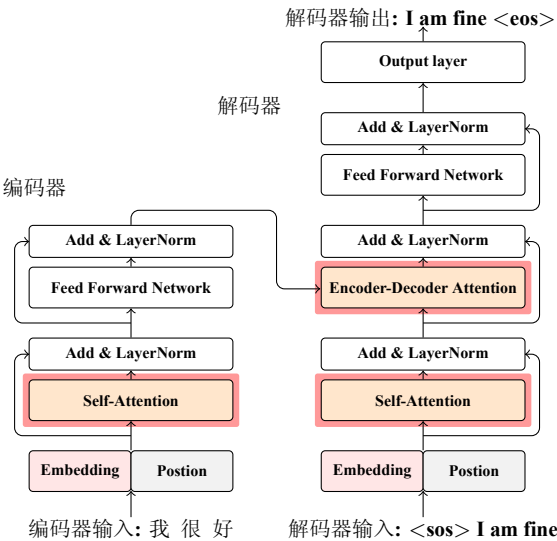 解码器输出: I am fine <eos>
Output layer
解码器
Add & LayerNorm
Feed Forward Network
编码器
Add & LayerNorm
Add & LayerNorm
Feed Forward Network
Encoder-Decoder Attention
Add & LayerNorm
Add & LayerNorm
Self-Attention
Self-Attention
Embedding
Postion
Embedding
Postion
编码器输入: 我 很 好
解码器输入: <sos> I am fine